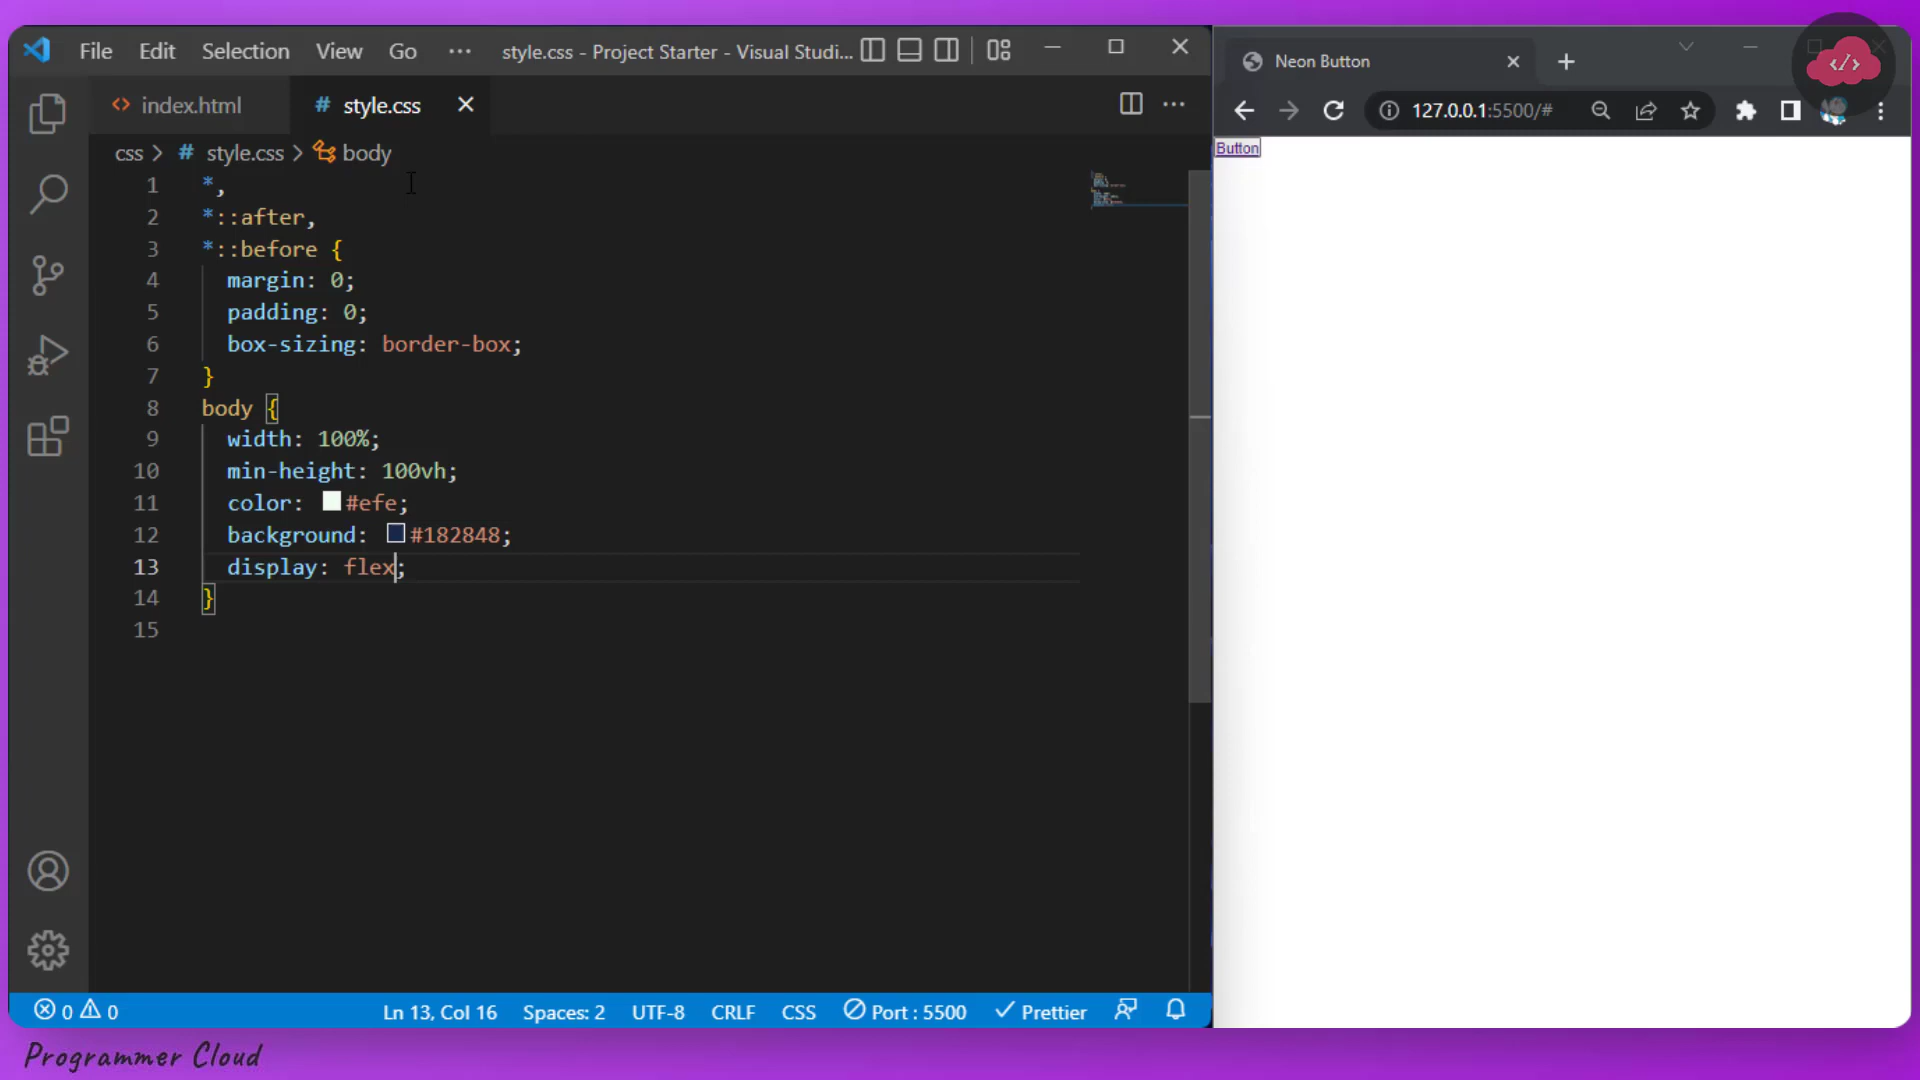 File Edit Selection View Go ··· style.css - Project Starter - Visual Studi...
index.html # style.css
css > # style.css > body
1 *,
2 *::after,
3 *::before {
4 margin: 0;
5 padding: 0;
6 box-sizing: border-box;
7 }
8 body {
9 width: 100%;
10 min-height: 100vh;
11 color: #efe;
12 background: #182848;
13 display: flex;
14 }
15
0 0 Ln 13, Col 16 Spaces: 2 UTF-8 CRLF CSS Port : 5500 Prettier
Neon Button
127.0.0.1:5500/#
Button
</>
Programmer Cloud